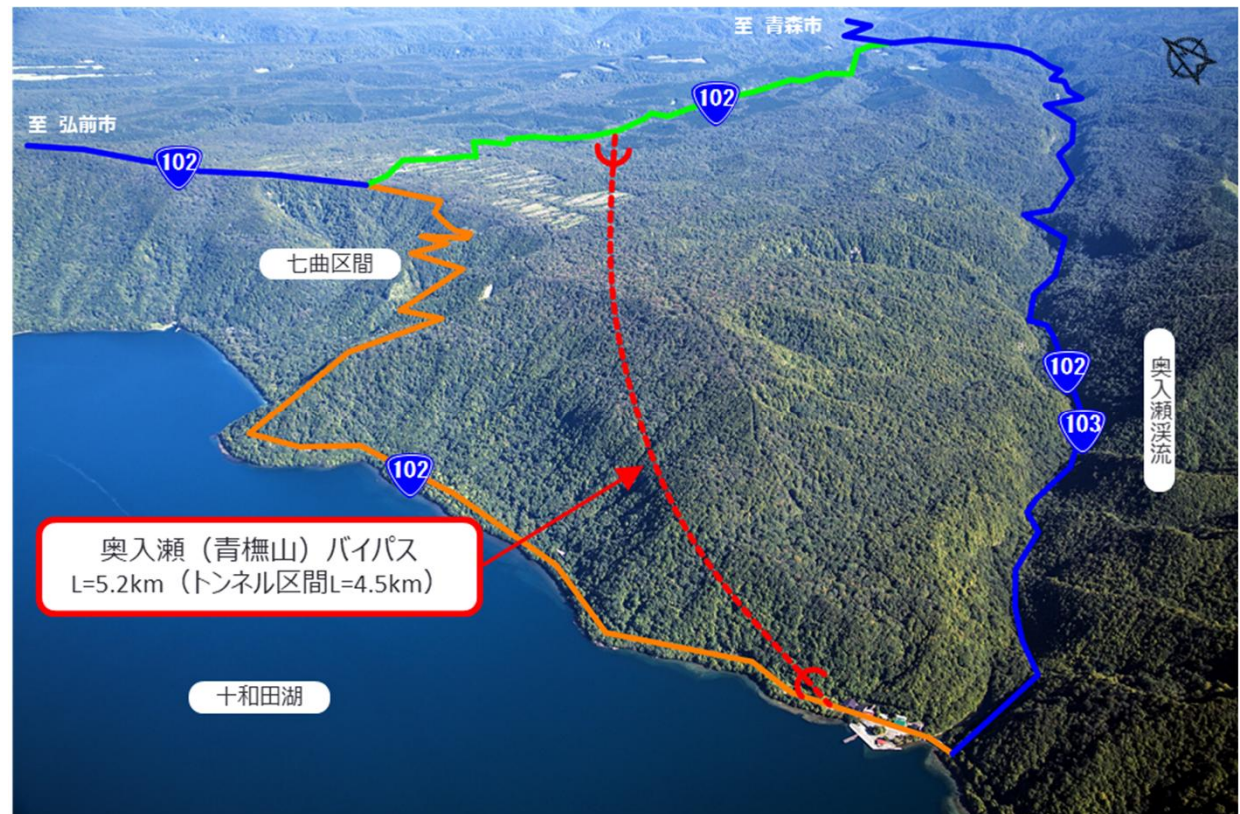 至 青森市
102
至 弘前市
102
七曲区間
102
103
奥入瀬渓流
102
奥入瀬（青橅山）バイパス
L=5.2km（トンネル区間L=4.5km）
十和田湖